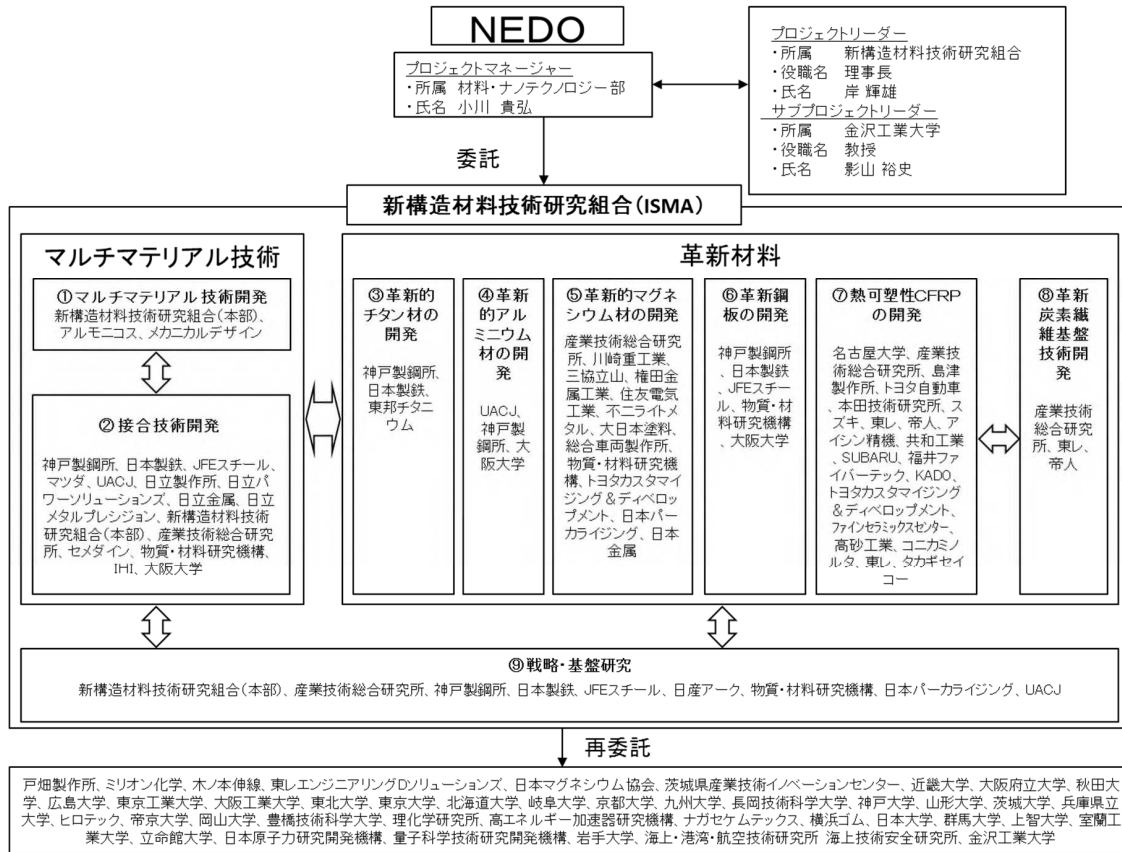 NEDO
プロジェクトマネージャー
・所属 材料・ナノテクノロジー部
・氏名 小川 貴弘
プロジェクトリーダー
・所属 新構造材料技術研究組合
・役職名 理事長
・氏名 岸 輝雄
サブプロジェクトリーダー
・所属 金沢工業大学
・役職名 教授
・氏名 影山 裕史
委託
新構造材料技術研究組合(ISMA)
マルチマテリアル技術
①マルチマテリアル技術開発
新構造材料技術研究組合(本部)、
アルモニコス、メカニカルデザイン
②接合技術開発
神戸製鋼所、日本製鉄、JFEスチール、
マツダ、UACJ、日立製作所、日立パ
ワーソリューションズ、日立金属、日立
メタルプレシジョン、新構造材料技術
研究組合(本部)、産業技術総合研究
所、セメダイン、物質・材料研究機構、
IHI、大阪大学
革新材料
③革新的
チタン材の
開発
神戸製鋼所、
日本製鉄、
東邦チタニ
ウム
④革新
的アル
ミニウム
材の開
発
UACJ、
神戸製
鋼所、大
阪大学
⑤革新的マグネ
シウム材の開発
産業技術総合研究
所、川崎重工業、
三協立山、権田金
属工業、住友電気
工業、不二ライトメ
タル、大日本塗料、
総合車両製作所、
物質・材料研究機
構、トヨタカスタマイ
ジング&ディベロッ
プメント、日本パー
カライジング、日本
金属
⑥革新鋼
板の開発
神戸製鋼所
、日本製鉄、
JFEスチー
ル、物質・材
料研究機構、
大阪大学
⑦熱可塑性CFRP
の開発
名古屋大学、産業技
術総合研究所、島津
製作所、トヨタ自動車、
本田技術研究所、ス
ズキ、東レ、帝人、ア
イシン精機、共和工業
、SUBARU、福井ファ
イバーテック、KADO、
トヨタカスタマイジング
&ディベロップメント、
ファインセラミックスセンター、
高砂工業、コニカミノ
ルタ、東レ、タカギセイ
コー
⑧革新
炭素繊
維基盤
技術開
発
産業技術
総合研究
所、東レ、
帝人
⑨戦略・基盤研究
新構造材料技術研究組合(本部)、産業技術総合研究所、神戸製鋼所、日本製鉄、JFEスチール、日産アーク、物質・材料研究機構、日本パーカライジング、UACJ
再委託
戸畑製作所、ミリオン化学、木ノ本伸線、東レエンジニアリングDソリューションズ、日本マグネシウム協会、茨城県産業技術イノベーションセンター、近畿大学、大阪府立大学、秋田大
学、広島大学、東京工業大学、大阪工業大学、東北大学、東京大学、北海道大学、岐阜大学、京都大学、九州大学、長岡技術科学大学、神戸大学、山形大学、茨城大学、兵庫県立
大学、ヒロテック、帝京大学、岡山大学、豊橋技術科学大学、理化学研究所、高エネルギー加速器研究機構、ナガセケムテックス、横浜ゴム、日本大学、群馬大学、上智大学、室蘭工
業大学、立命館大学、日本原子力研究開発機構、量子科学技術研究開発機構、岩手大学、海上・港湾・航空技術研究所 海上技術安全研究所、金沢工業大学